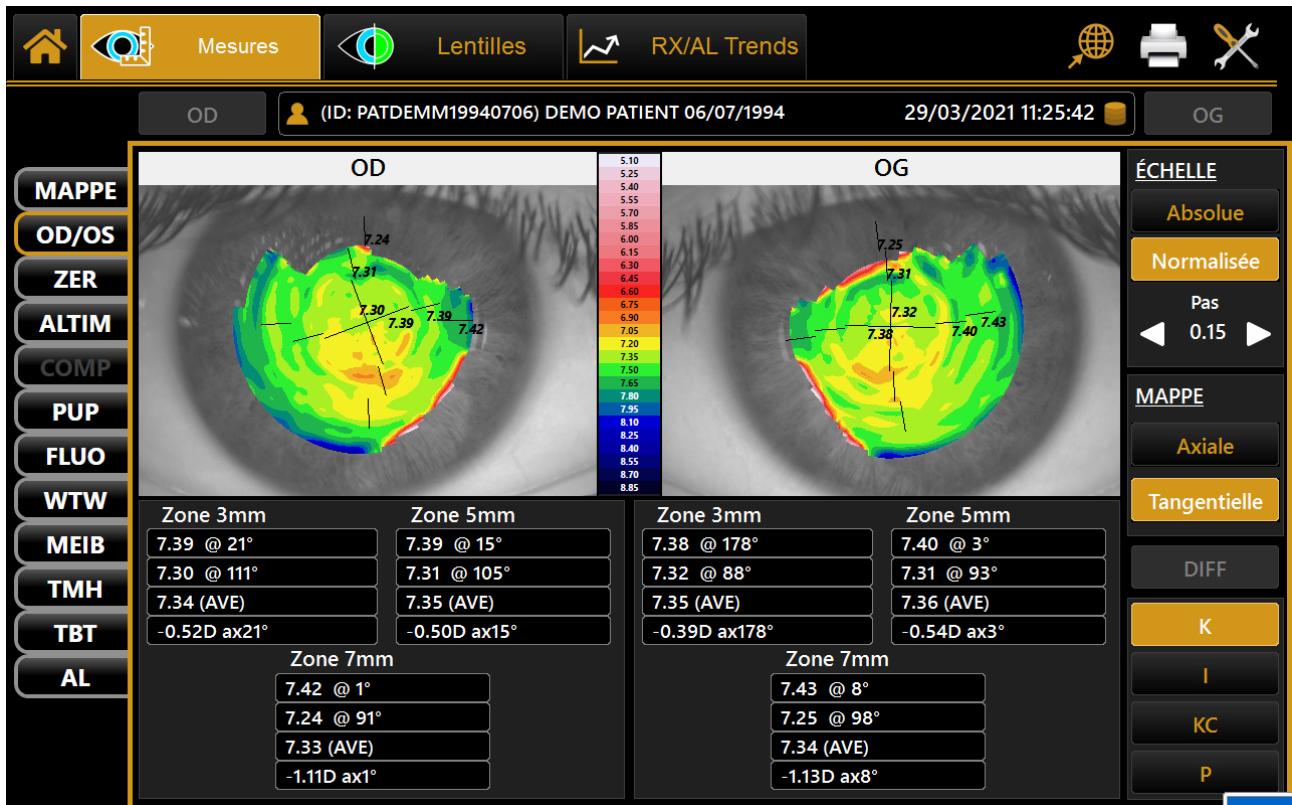 Mesures
Lentilles
RX/AL Trends
OD
(ID: PATDEMM19940706) DEMO PATIENT 06/07/1994
29/03/2021 11:25:42
OG
MAPPE
OD/OS
ZER
ALTIM
COMP
PUP
FLUO
WTW
MEIB
TMH
TBT
AL
OD
7.24
7.31
7.30
7.39
7.39
7.42
5.10
5.25
5.40
5.55
5.70
5.85
6.00
6.15
6.30
6.45
6.60
6.75
6.90
7.05
7.20
7.35
7.50
7.65
7.80
7.95
8.10
8.25
8.40
8.55
8.70
8.85
OG
7.25
7.31
7.32
7.38
7.40
7.43
Zone 3mm
7.39 @ 21°
7.30 @ 111°
7.34 (AVE)
-0.52D ax21°
Zone 5mm
7.39 @ 15°
7.31 @ 105°
7.35 (AVE)
-0.50D ax15°
Zone 7mm
7.42 @ 1°
7.24 @ 91°
7.33 (AVE)
-1.11D ax1°
Zone 3mm
7.38 @ 178°
7.32 @ 88°
7.35 (AVE)
-0.39D ax178°
Zone 5mm
7.40 @ 3°
7.31 @ 93°
7.36 (AVE)
-0.54D ax3°
Zone 7mm
7.43 @ 8°
7.25 @ 98°
7.34 (AVE)
-1.13D ax8°
ÉCHELLE
Absolue
Normalisée
Pas
0.15
MAPPE
Axiale
Tangentielle
DIFF
K
I
KC
P